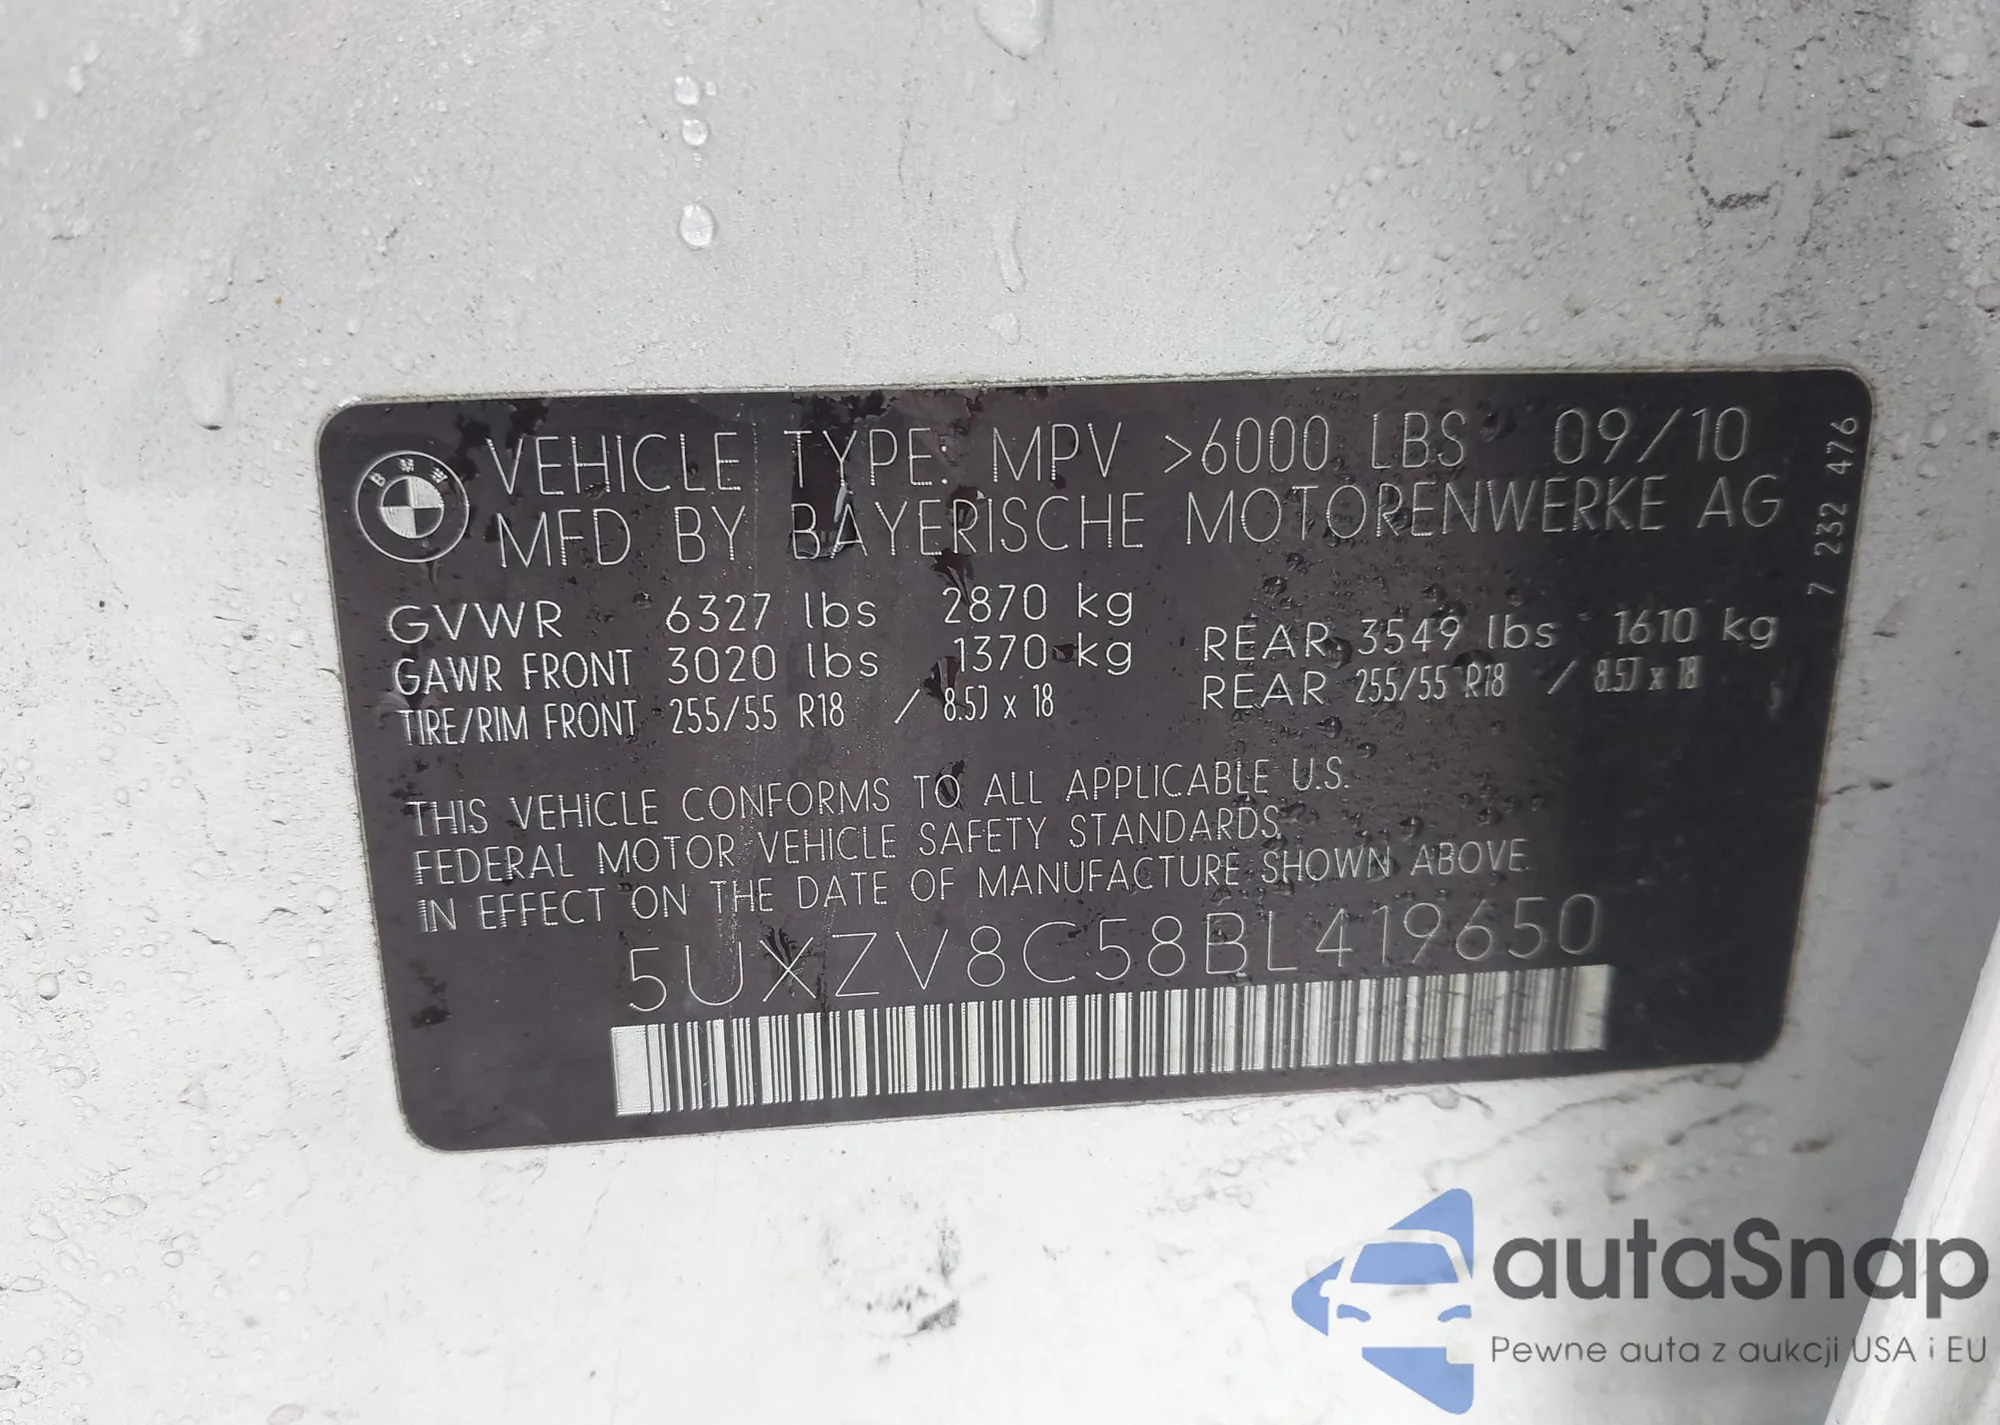 BMW
VEHICLE TYPE: MPV >6000 LBS 09/10
MFD BY BAYERISCHE MOTORENWERKE AG
7 232 476
GVWR 6327 lbs 2870 kg
GAWR FRONT 3020 lbs 1370 kg REAR 3549 lbs 1610 kg
TIRE/RIM FRONT 255/55 R18 / 8.5J x 18 REAR 255/55 R18 / 8.5J x 18
THIS VEHICLE CONFORMS TO ALL APPLICABLE U.S.
FEDERAL MOTOR VEHICLE SAFETY STANDARDS
IN EFFECT ON THE DATE OF MANUFACTURE SHOWN ABOVE.
5UXZV8C58BL419650
autaSnap
Pewne auta z aukcji USA i EU